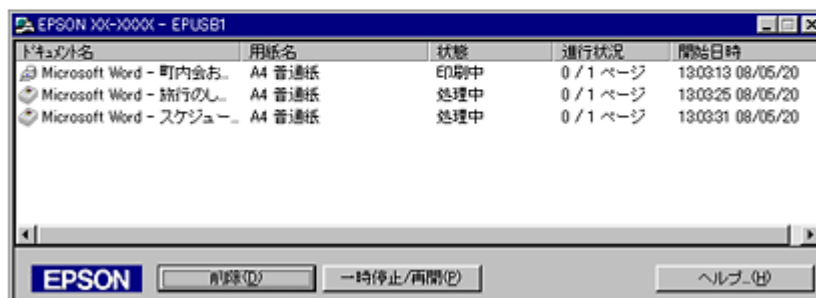 EPSON XX-XXXX - EPUSB1
ドキュメント名 用紙名 状態 進行状況 開始日時
Microsoft Word - 町内会お... A4 普通紙 印刷中 0 / 1 ページ 13:03:13 08/05/20
Microsoft Word - 旅行のし... A4 普通紙 処理中 0 / 1 ページ 13:03:25 08/05/20
Microsoft Word - スケジュー... A4 普通紙 処理中 0 / 1 ページ 13:03:31 08/05/20
EPSON 削除(D) 一時停止/再開(P) ヘルプ...(H)